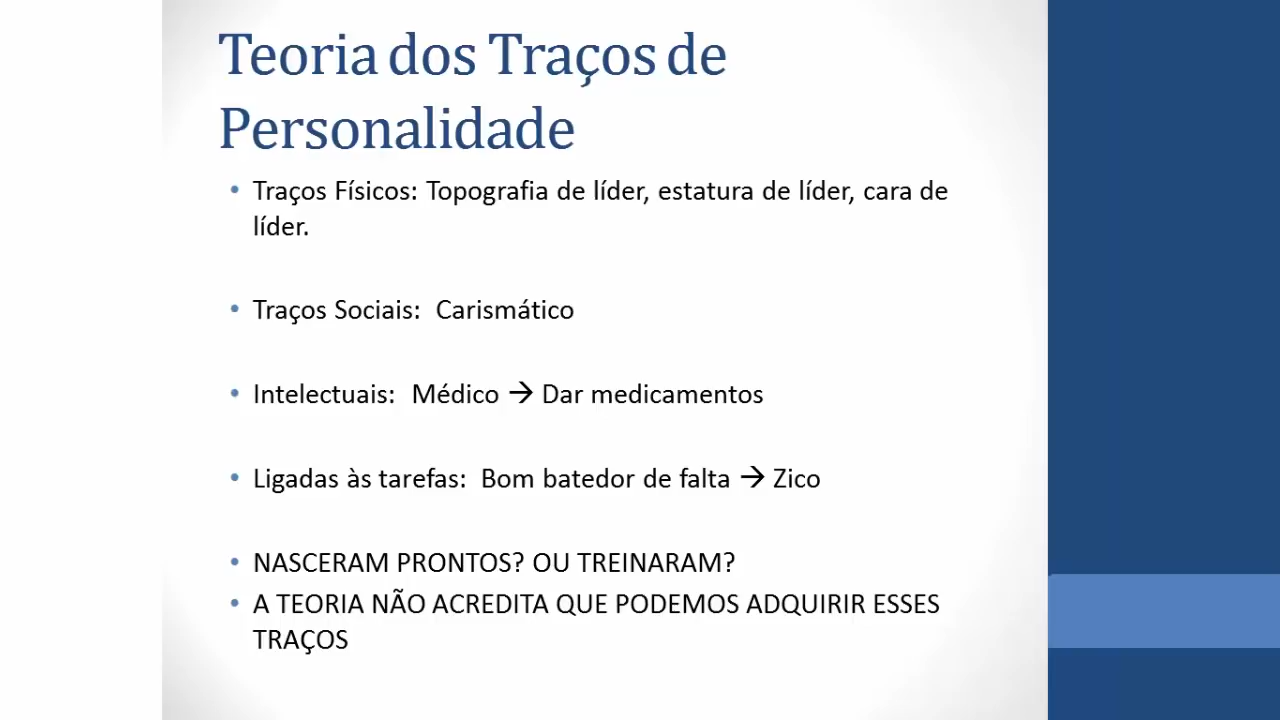 Teoria dos Traços de
Personalidade
• Traços Físicos: Topografia de líder, estatura de líder, cara de
líder.
• Traços Sociais: Carismático
• Intelectuais: Médico → Dar medicamentos
• Ligadas às tarefas: Bom batedor de falta → Zico
• NASCERAM PRONTOS? OU TREINARAM?
• A TEORIA NÃO ACREDITA QUE PODEMOS ADQUIRIR ESSES
TRAÇOS